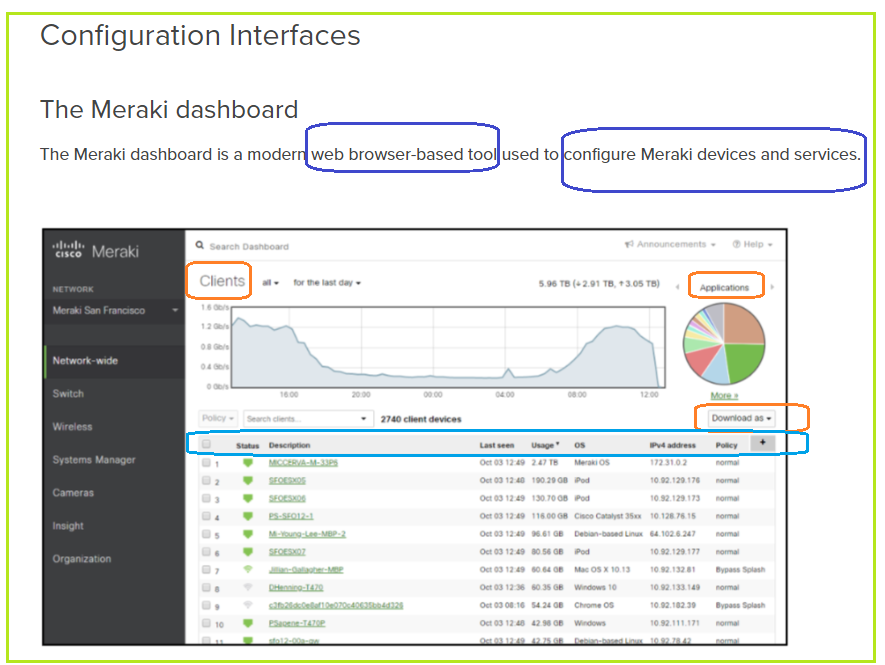 Configuration Interfaces
The Meraki dashboard
The Meraki dashboard is a modern web browser-based tool used to configure Meraki devices and services.
cisco Meraki
Search Dashboard
Announcements
Help
NETWORK
Meraki San Francisco
Network-wide
Switch
Wireless
Systems Manager
Cameras
Insight
Organization
Clients all for the last day 5.96 TB (↓2.91 TB, ↑3.05 TB)
Applications
1.6 Gb/s
1.2 Gb/s
0.8 Gb/s
0.4 Gb/s
0 Gb/s
16:00 20:00 00:00 04:00 08:00 12:00
More »
Policy Search clients... 2740 client devices Download as
Status Description Last seen Usage OS IPv4 address Policy +
1 MICCERVA-M-33P6 Oct 03 12:49 2.47 TB Meraki OS 172.31.0.2 normal
2 SFOESX05 Oct 03 12:48 190.29 GB iPod 10.92.129.176 normal
3 SFOESX06 Oct 03 12:49 130.70 GB iPod 10.92.129.173 normal
4 PS-SFO12-1 Oct 03 12:49 116.00 GB Cisco Catalyst 35xx 10.128.76.15 normal
5 Mi-Young-Lee-MBP-2 Oct 03 12:49 96.61 GB Debian-based Linux 64.102.6.247 normal
6 SFOESX07 Oct 03 12:49 80.56 GB iPod 10.92.129.177 normal
7 Jillian-Gallagher-MBP Oct 03 12:49 60.64 GB Mac OS X 10.13 10.92.132.81 Bypass Splash
8 DHenning-T470 Oct 03 12:36 60.35 GB Windows 10 10.92.133.149 normal
9 Oct 03 08:16 54.24 GB Chrome OS 10.92.182.39 Bypass Splash
10 PSapene-T470P Oct 03 12:49 42.98 GB Windows 10.92.111.171 normal
11 sfo12-00a-gw Oct 03 12:49 42.75 GB Debian-based Linux 10.92.78.42 normal